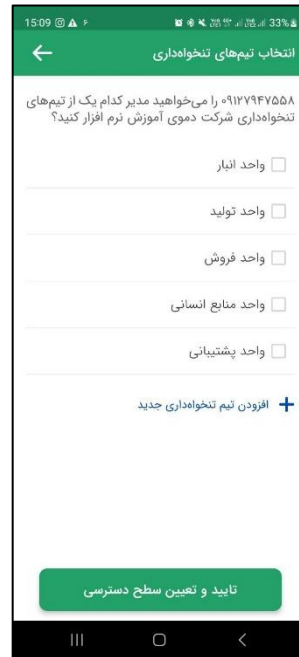 15:09
33%
انتخاب تیم‌های تنخواه‌داری
۰۹۱۲۷۹۴۷۵۵۸ را می‌خواهید مدیر کدام یک از تیم‌های
تنخواه‌داری شرکت دموی آموزش نرم افزار کنید؟
واحد انبار
واحد تولید
واحد فروش
واحد منابع انسانی
واحد پشتیبانی
افزودن تیم تنخواه‌داری جدید
تایید و تعیین سطح دسترسی